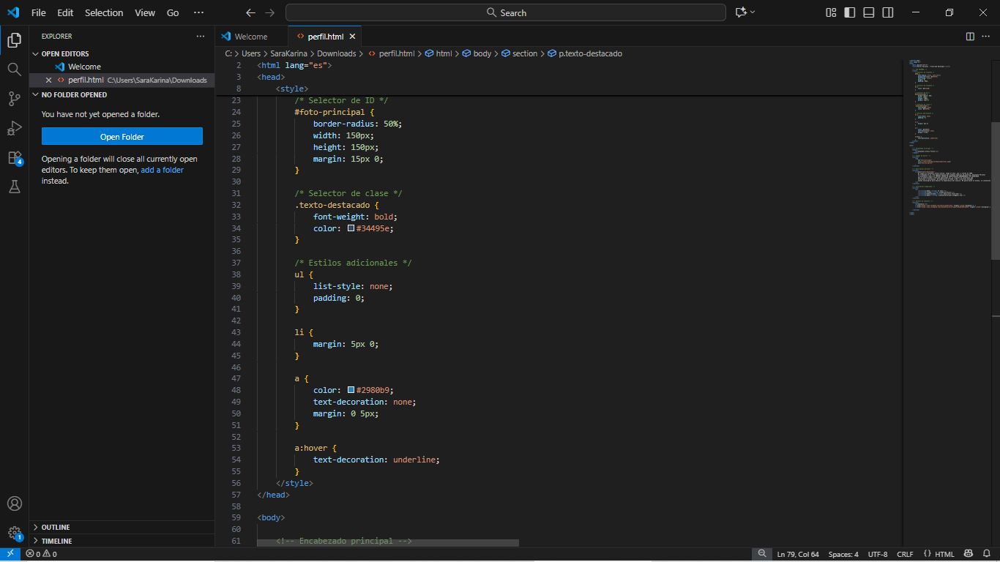 File Edit Selection View Go ··· Search
EXPLORER ···
OPEN EDITORS
Welcome
perfil.html C:\Users\SaraKarina\Downloads
NO FOLDER OPENED
You have not yet opened a folder.
Open Folder
Opening a folder will close all currently open
editors. To keep them open, add a folder
instead.
4
1
OUTLINE
TIMELINE
Welcome perfil.html
C: > Users > SaraKarina > Downloads > perfil.html > html > body > section > p.texto-destacado
2 <html lang="es">
3 <head>
8 <style>
23 /* Selector de ID */
24 #foto-principal {
25 border-radius: 50%;
26 width: 150px;
27 height: 150px;
28 margin: 15px 0;
29 }
30
31 /* Selector de clase */
32 .texto-destacado {
33 font-weight: bold;
34 color: #34495e;
35 }
36
37 /* Estilos adicionales */
38 ul {
39 list-style: none;
40 padding: 0;
41 }
42
43 li {
44 margin: 5px 0;
45 }
46
47 a {
48 color: #2980b9;
49 text-decoration: none;
50 margin: 0 5px;
51 }
52
53 a:hover {
54 text-decoration: underline;
55 }
56 </style>
57 </head>
58
59 <body>
60
61 <!-- Encabezado principal -->
0 0 Ln 79, Col 64 Spaces: 4 UTF-8 CRLF {} HTML